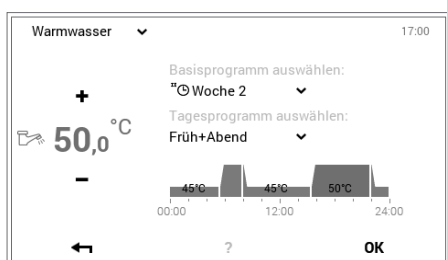 Warmwasser
17:00
Basisprogramm auswählen:
Woche 2
Tagesprogramm auswählen:
Früh+Abend
+
50,0 °C
−
45°C 45°C 50°C
00:00 12:00 24:00
? OK